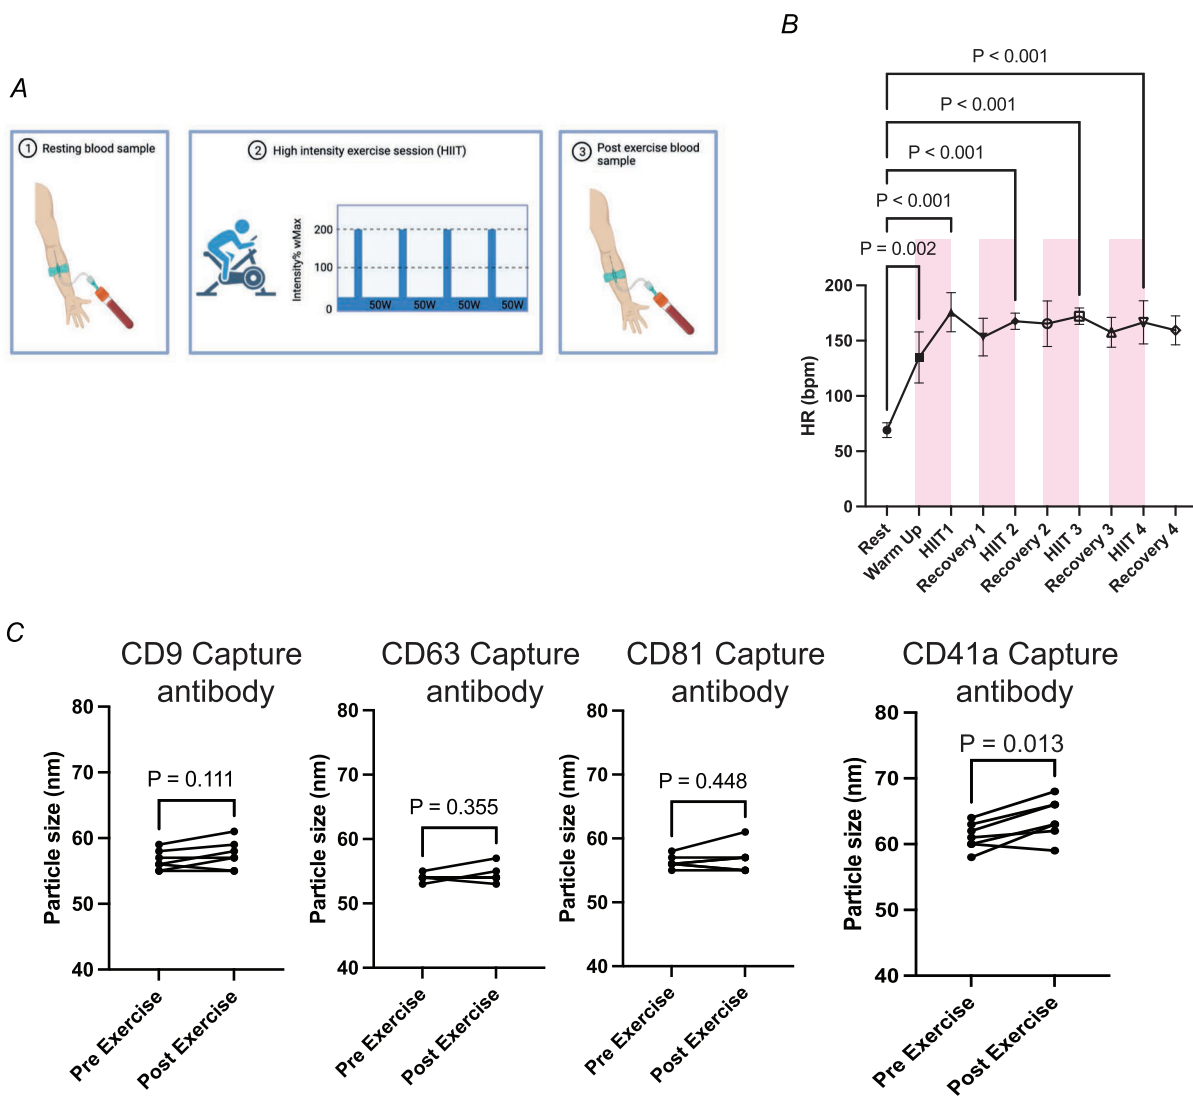 A
1 Resting blood sample
2 High intensity exercise session (HIIT)
Intensity% wMax
200
100
0
50W 50W 50W 50W
3 Post exercise blood
sample
B
P < 0.001
P < 0.001
P < 0.001
P < 0.001
P = 0.002
HR (bpm)
200
150
100
50
0
Rest
Warm Up
HIIT1
Recovery 1
HIIT 2
Recovery 2
HIIT 3
Recovery 3
HIIT 4
Recovery 4
C
CD9 Capture
antibody
Particle size (nm)
80
70
60
50
40
P = 0.111
Pre Exercise
Post Exercise
CD63 Capture
antibody
Particle size (nm)
80
70
60
50
40
P = 0.355
Pre Exercise
Post Exercise
CD81 Capture
antibody
Particle size (nm)
80
70
60
50
40
P = 0.448
Pre Exercise
Post Exercise
CD41a Capture
antibody
Particle size (nm)
80
70
60
50
40
P = 0.013
Pre Exercise
Post Exercise